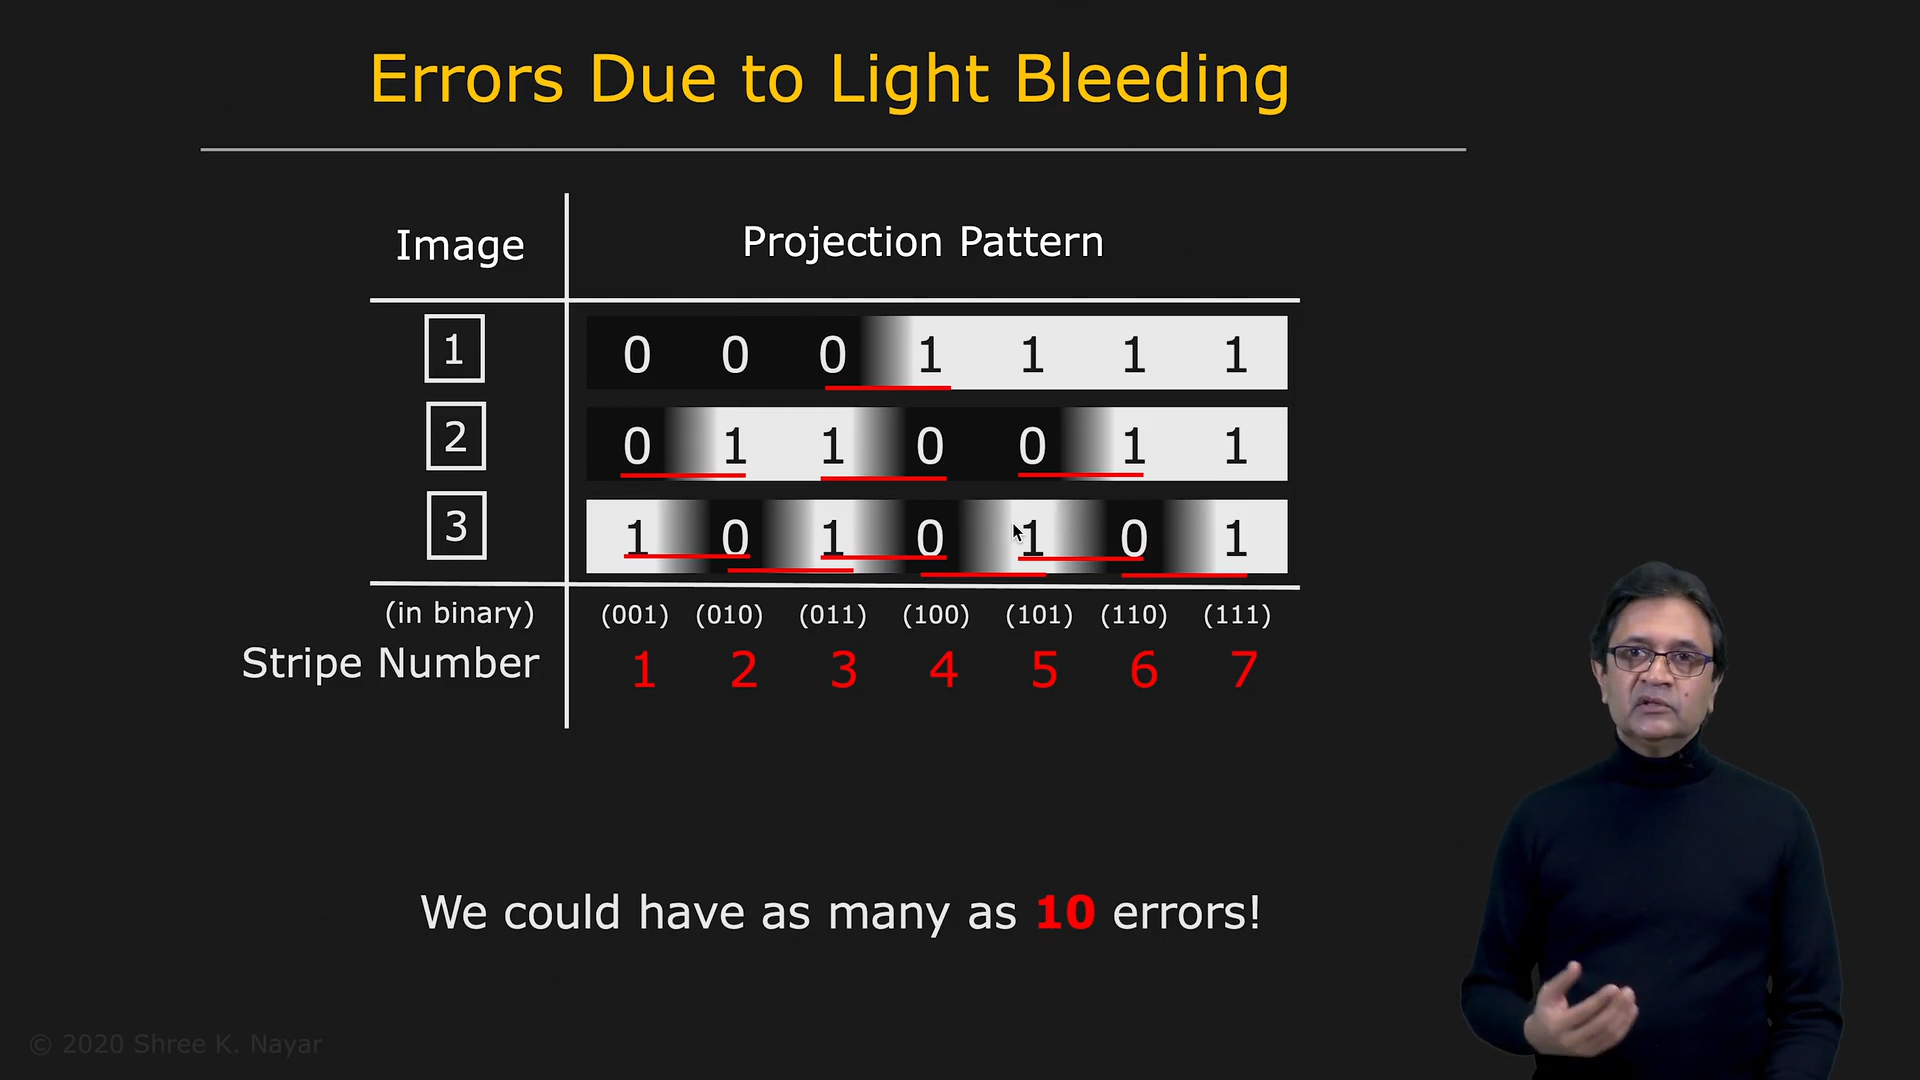 Errors Due to Light Bleeding
Image Projection Pattern
1 0 0 0 1 1 1 1
2 0 1 1 0 0 1 1
3 1 0 1 0 1 0 1
(in binary) (001) (010) (011) (100) (101) (110) (111)
Stripe Number 1 2 3 4 5 6 7
We could have as many as 10 errors!
© 2020 Shree K. Nayar